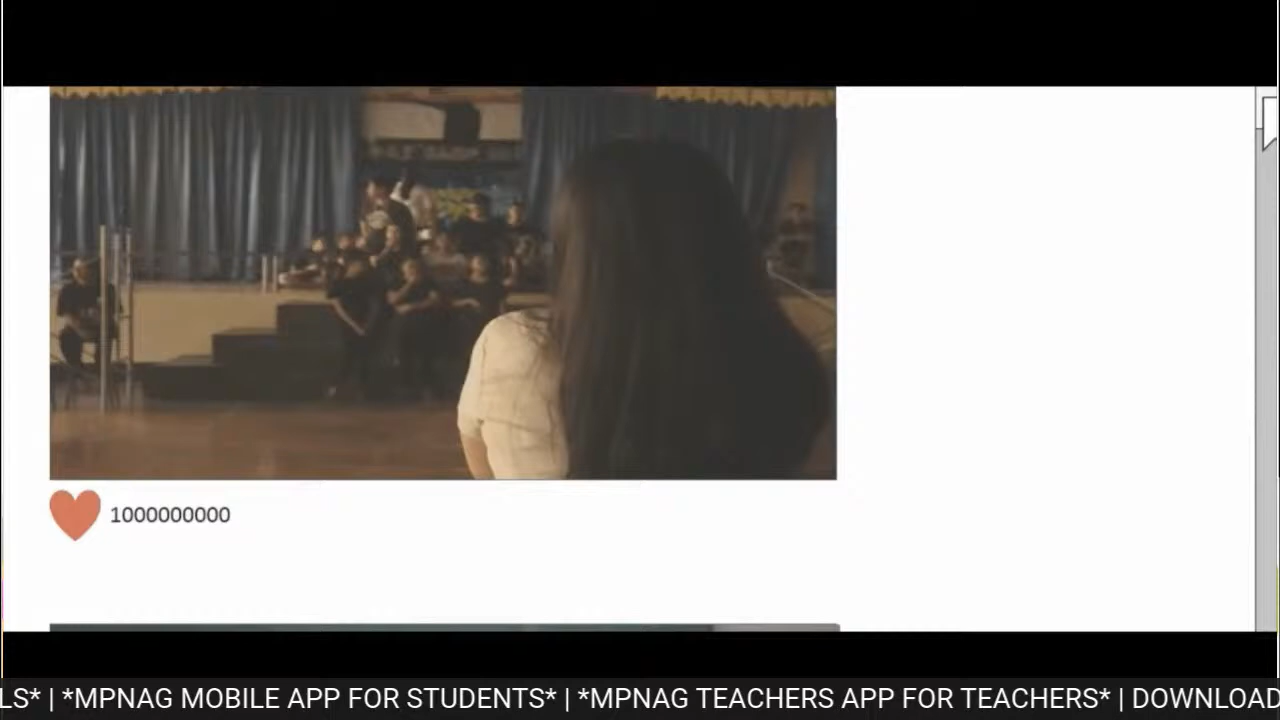 1000000000
LS* | *MPNAG MOBILE APP FOR STUDENTS* | *MPNAG TEACHERS APP FOR TEACHERS* | DOWNLOAD